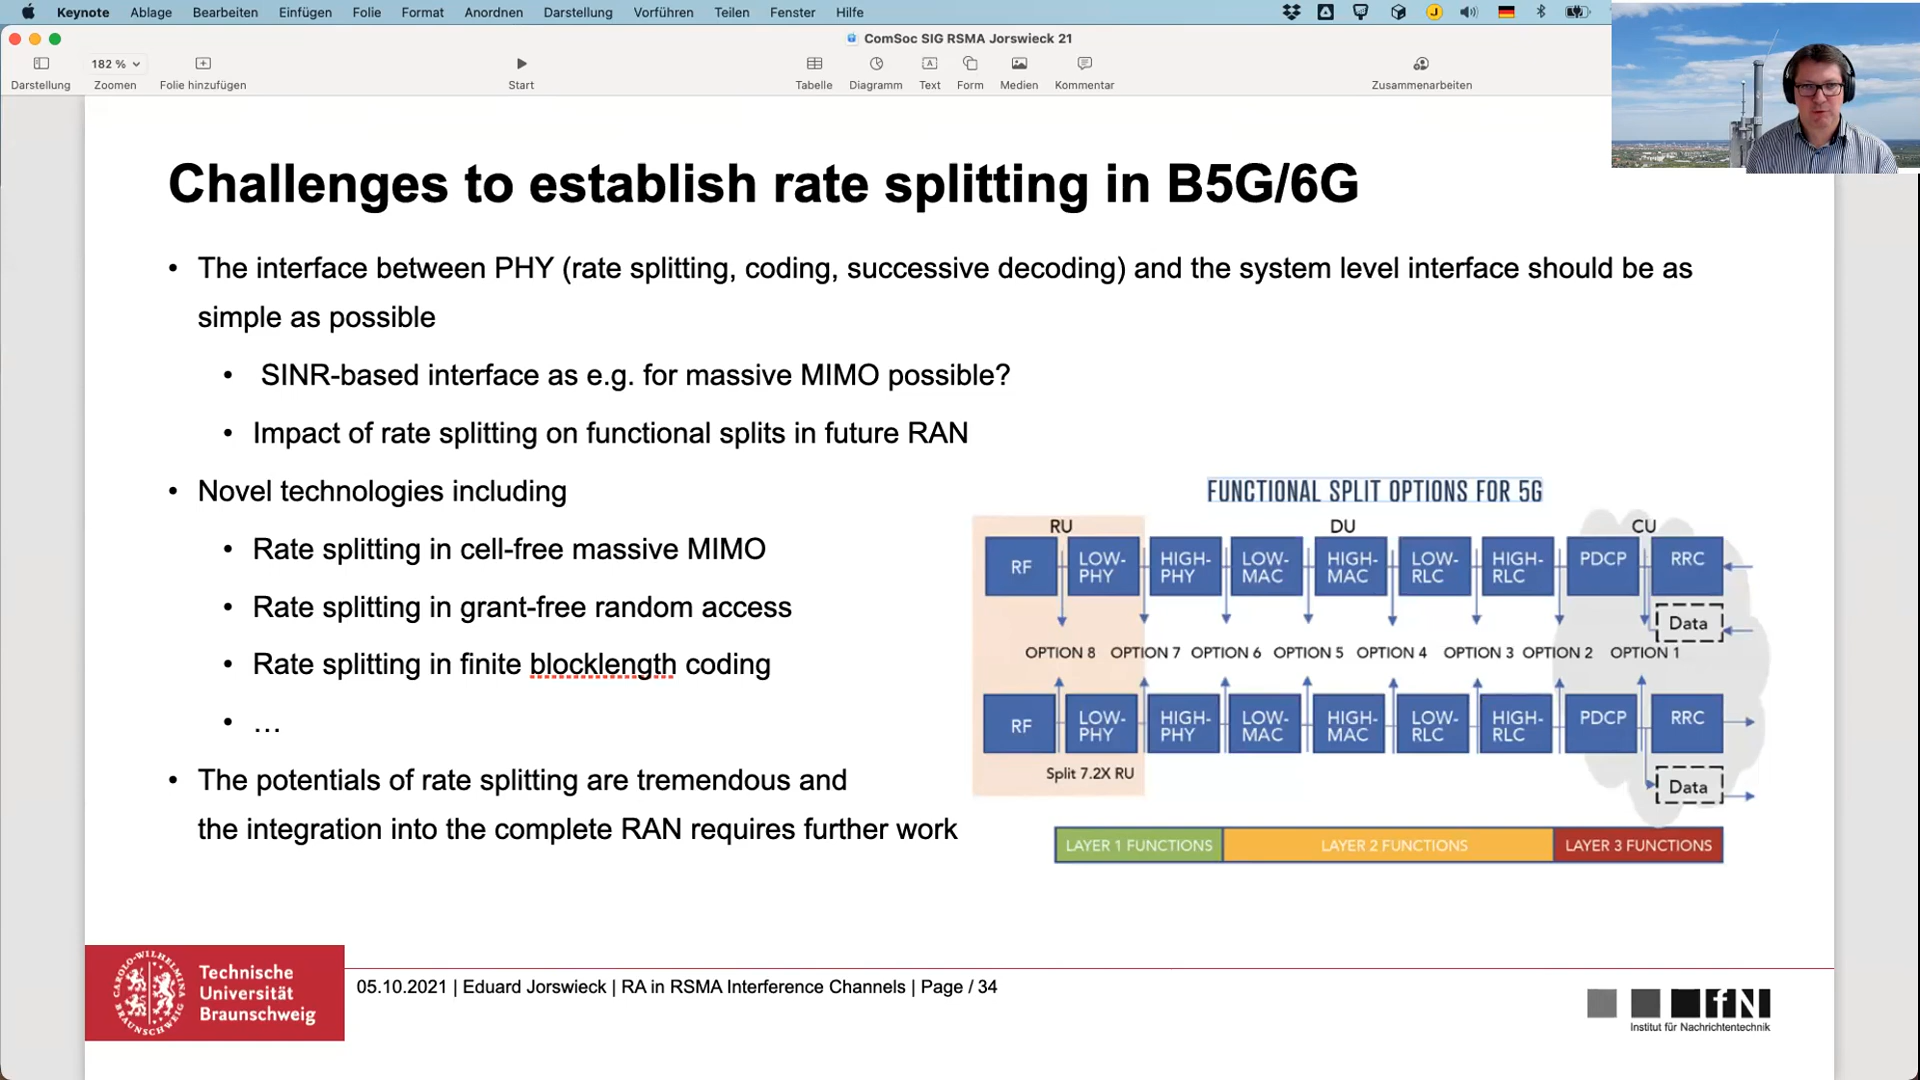 Keynote Ablage Bearbeiten Einfügen Folie Format Anordnen Darstellung Vorführen Teilen Fenster Hilfe
ComSoc SIG RSMA Jorswieck 21
182 %
Darstellung Zoomen Folie hinzufügen Start Tabelle Diagramm Text Form Medien Kommentar Zusammenarbeiten
Challenges to establish rate splitting in B5G/6G
• The interface between PHY (rate splitting, coding, successive decoding) and the system level interface should be as
simple as possible
• SINR-based interface as e.g. for massive MIMO possible?
• Impact of rate splitting on functional splits in future RAN
• Novel technologies including
• Rate splitting in cell-free massive MIMO
• Rate splitting in grant-free random access
• Rate splitting in finite blocklength coding
• …
• The potentials of rate splitting are tremendous and
the integration into the complete RAN requires further work
FUNCTIONAL SPLIT OPTIONS FOR 5G
RU DU CU
RF LOW- HIGH- LOW- HIGH- LOW- HIGH- PDCP RRC
PHY PHY MAC MAC RLC RLC
Data
OPTION 8 OPTION 7 OPTION 6 OPTION 5 OPTION 4 OPTION 3 OPTION 2 OPTION 1
RF LOW- HIGH- LOW- HIGH- LOW- HIGH- PDCP RRC
PHY PHY MAC MAC RLC RLC
Split 7.2X RU
Data
LAYER 1 FUNCTIONS LAYER 2 FUNCTIONS LAYER 3 FUNCTIONS
CAROLO-WILHELMINA
BRAUNSCHWEIG
Technische
Universität
Braunschweig
05.10.2021 | Eduard Jorswieck | RA in RSMA Interference Channels | Page / 34
IfN
Institut für Nachrichtentechnik